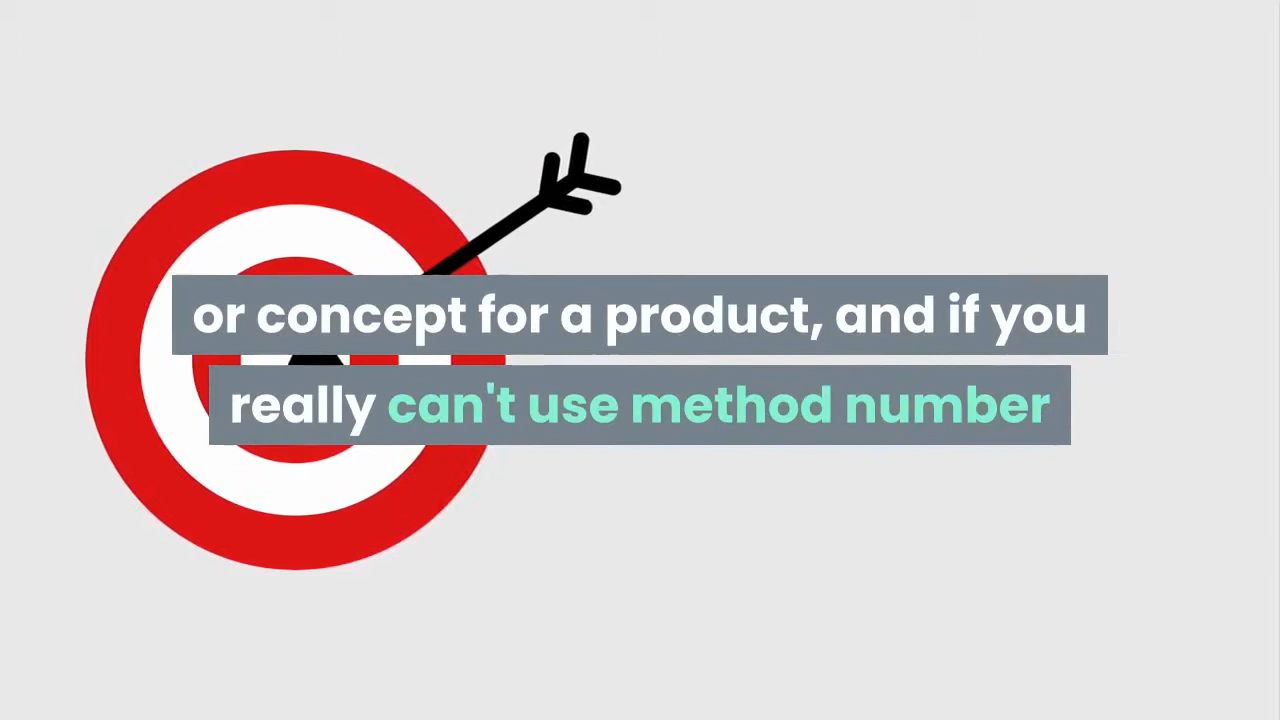 or concept for a product, and if you
really can't use method number